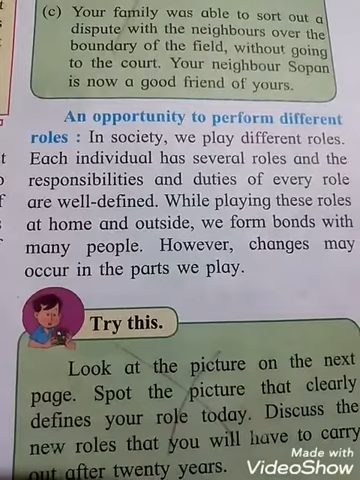 (c) Your family was able to sort out a
dispute with the neighbours over the
boundary of the field, without going
to the court. Your neighbour Sopan
is now a good friend of yours.
An opportunity to perform different
roles : In society, we play different roles.
Each individual has several roles and the
responsibilities and duties of every role
are well-defined. While playing these roles
at home and outside, we form bonds with
many people. However, changes may
occur in the parts we play.
Try this.
Look at the picture on the next
page. Spot the picture that clearly
defines your role today. Discuss the
new roles that you will have to carry
out after twenty years.
Made with
VideoShow